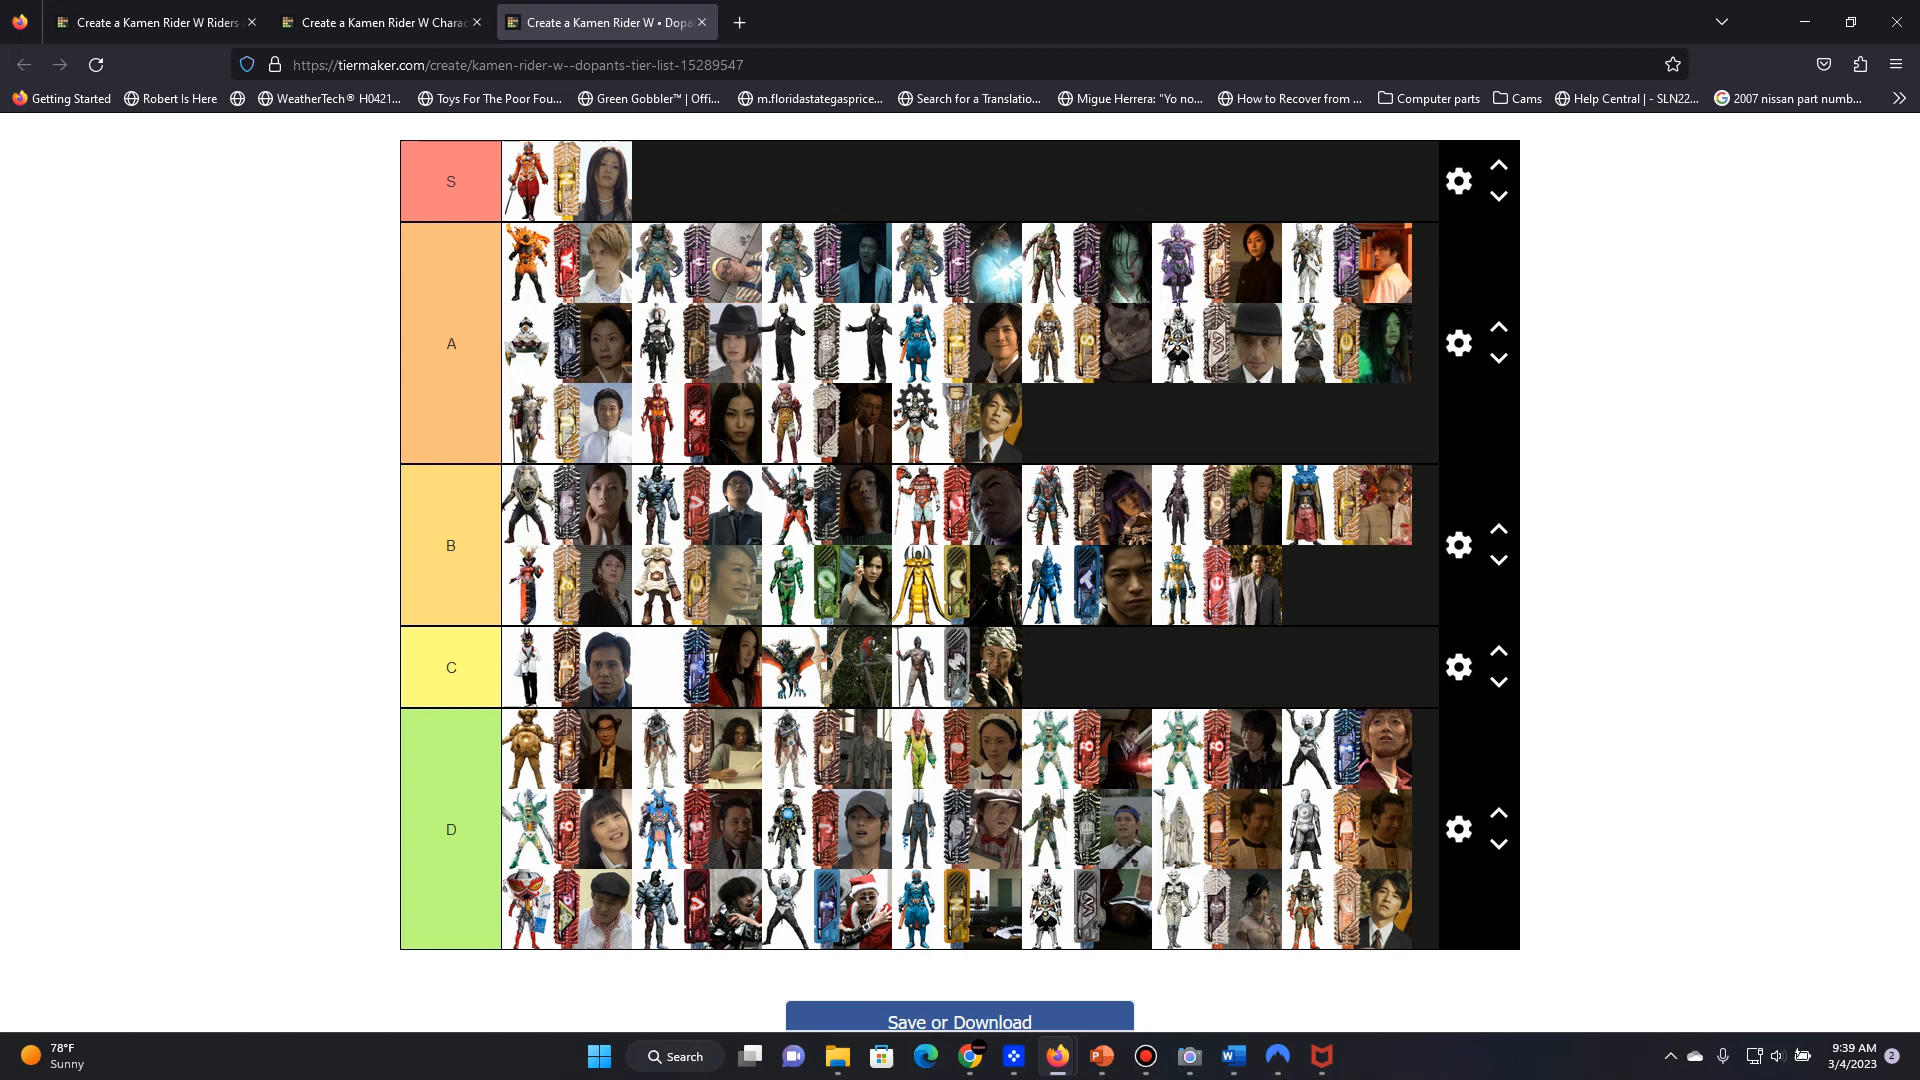 Create a Kamen Rider W Riders
Create a Kamen Rider W Charac
Create a Kamen Rider W • Dopa
https://tiermaker.com/create/kamen-rider-w--dopants-tier-list-15289547
Getting Started
Robert Is Here
WeatherTech® H0421...
Toys For The Poor Fou...
Green Gobbler™ | Offi...
m.floridastategasprice...
Search for a Translatio...
Migue Herrera: "Yo no...
How to Recover from ...
Computer parts
Cams
Help Central | - SLN22...
2007 nissan part numb...
S
A
B
C
D
Save or Download
78°F
Sunny
Search
9:39 AM
3/4/2023
2